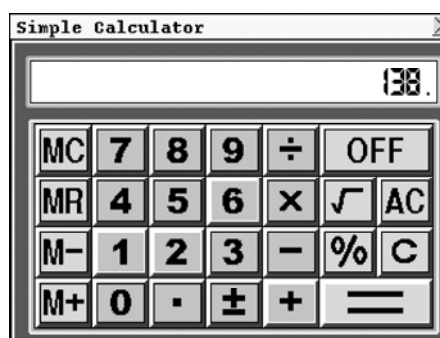 Simple Calculator
138.
MC 7 8 9 ÷ OFF
MR 4 5 6 × √ AC
M− 1 2 3 − % C
M+ 0 . ± + =